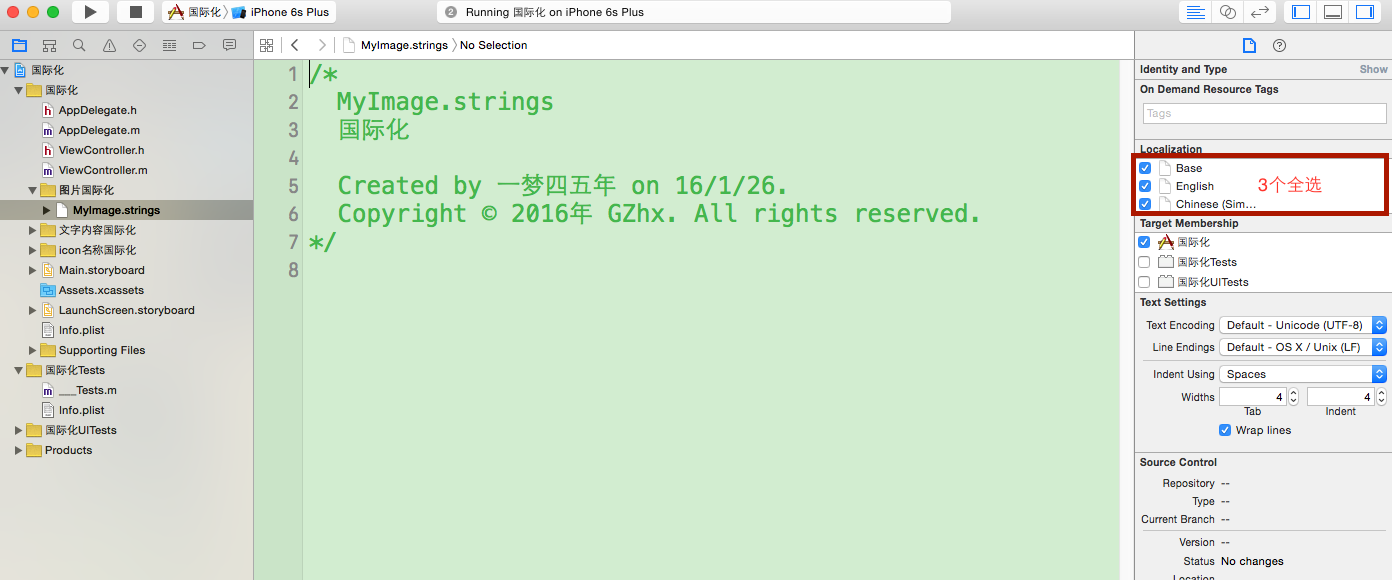 国际化 〉 iPhone 6s Plus
2 Running 国际化 on iPhone 6s Plus
MyImage.strings 〉 No Selection
国际化
国际化
h AppDelegate.h
m AppDelegate.m
h ViewController.h
m ViewController.m
图片国际化
MyImage.strings
文字内容国际化
icon名称国际化
Main.storyboard
Assets.xcassets
LaunchScreen.storyboard
Info.plist
Supporting Files
国际化Tests
m ___Tests.m
Info.plist
国际化UITests
Products
1 /*
2 MyImage.strings
3 国际化
4
5 Created by 一梦四五年 on 16/1/26.
6 Copyright © 2016年 GZhx. All rights reserved.
7 */
8
Identity and Type Show
On Demand Resource Tags
Tags
Localization
Base
English
3个全选
Chinese (Sim...
Target Membership
国际化
国际化Tests
国际化UITests
Text Settings
Text Encoding Default - Unicode (UTF-8)
Line Endings Default - OS X / Unix (LF)
Indent Using Spaces
Widths 4 4
Tab Indent
Wrap lines
Source Control
Repository --
Type --
Current Branch --
Version --
Status No changes
Location